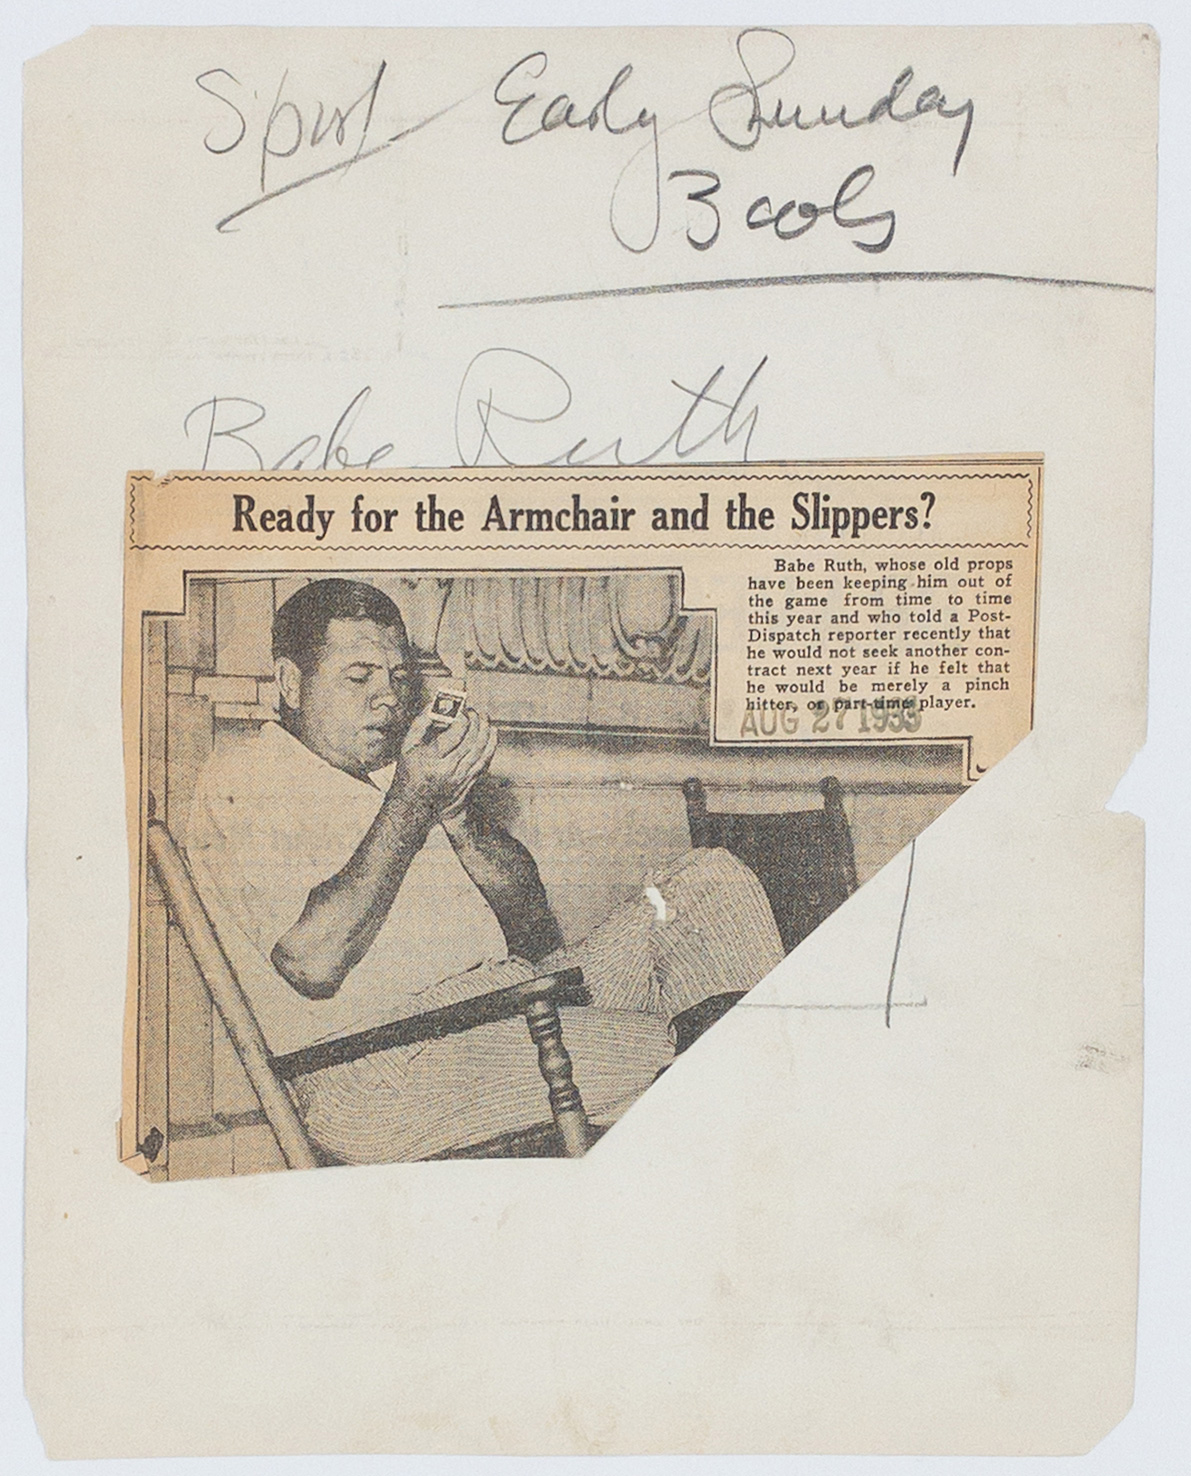 Sport Early Sunday
3 cols
Babe Ruth
Ready for the Armchair and the Slippers?
Babe Ruth, whose old props
have been keeping him out of
the game from time to time
this year and who told a Post-
Dispatch reporter recently that
he would not seek another con-
tract next year if he felt that
he would be merely a pinch
hitter, or part-time player.
AUG 27 1933